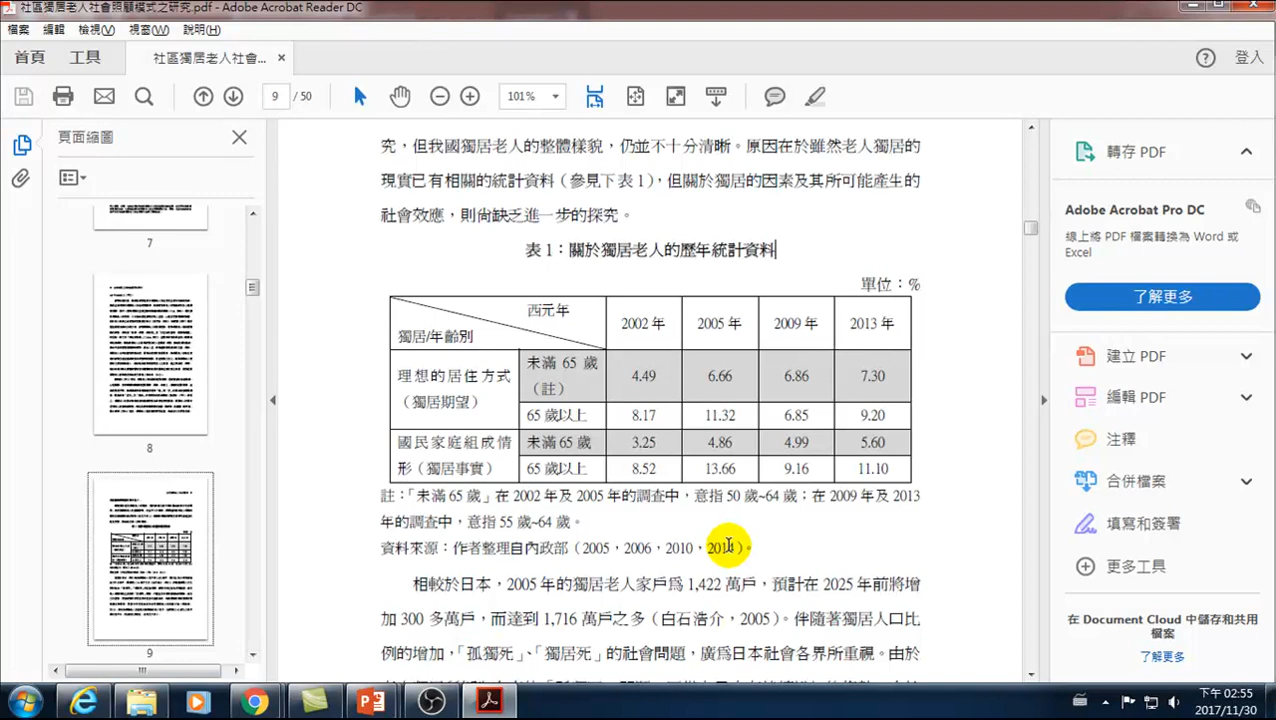 社區獨居老人社會照顧模式之研究.pdf - Adobe Acrobat Reader DC
檔案 編輯 檢視(V) 視窗(W) 說明(H)
首頁 工具 社區獨居老人社會... × 登入
9 / 50 101%
頁面縮圖
7
8
9
究，但我國獨居老人的整體樣貌，仍並不十分清晰。原因在於雖然老人獨居的
現實已有相關的統計資料（參見下表 1），但關於獨居的因素及其所可能產生的
社會效應，則尚缺乏進一步的探究。
表 1：關於獨居老人的歷年統計資料
單位：%
西元年
獨居/年齡別
2002 年 2005 年 2009 年 2013 年
理想的居住方式（獨居期望） 未滿 65 歲（註） 4.49 6.66 6.86 7.30
65 歲以上 8.17 11.32 6.85 9.20
國民家庭組成情形（獨居事實） 未滿 65 歲 3.25 4.86 4.99 5.60
65 歲以上 8.52 13.66 9.16 11.10
註：「未滿 65 歲」在 2002 年及 2005 年的調查中，意指 50 歲~64 歲；在 2009 年及 2013
年的調查中，意指 55 歲~64 歲。
資料來源：作者整理自內政部（2005，2006，2010，
相較於日本，2005 年的獨居老人家戶為 1,422 萬戶，預計在 2025 年前將增
加 300 多萬戶，而達到 1,716 萬戶之多（白石浩介，2005）。伴隨著獨居人口比
例的增加，「孤獨死」、「獨居死」的社會問題，廣為日本社會各界所重視。由於
轉存 PDF
Adobe Acrobat Pro DC
線上將 PDF 檔案轉換為 Word 或
Excel
了解更多
建立 PDF
編輯 PDF
注釋
合併檔案
填寫和簽署
更多工具
在 Document Cloud 中儲存和共用
檔案
了解更多
下午 02:55
2017/11/30